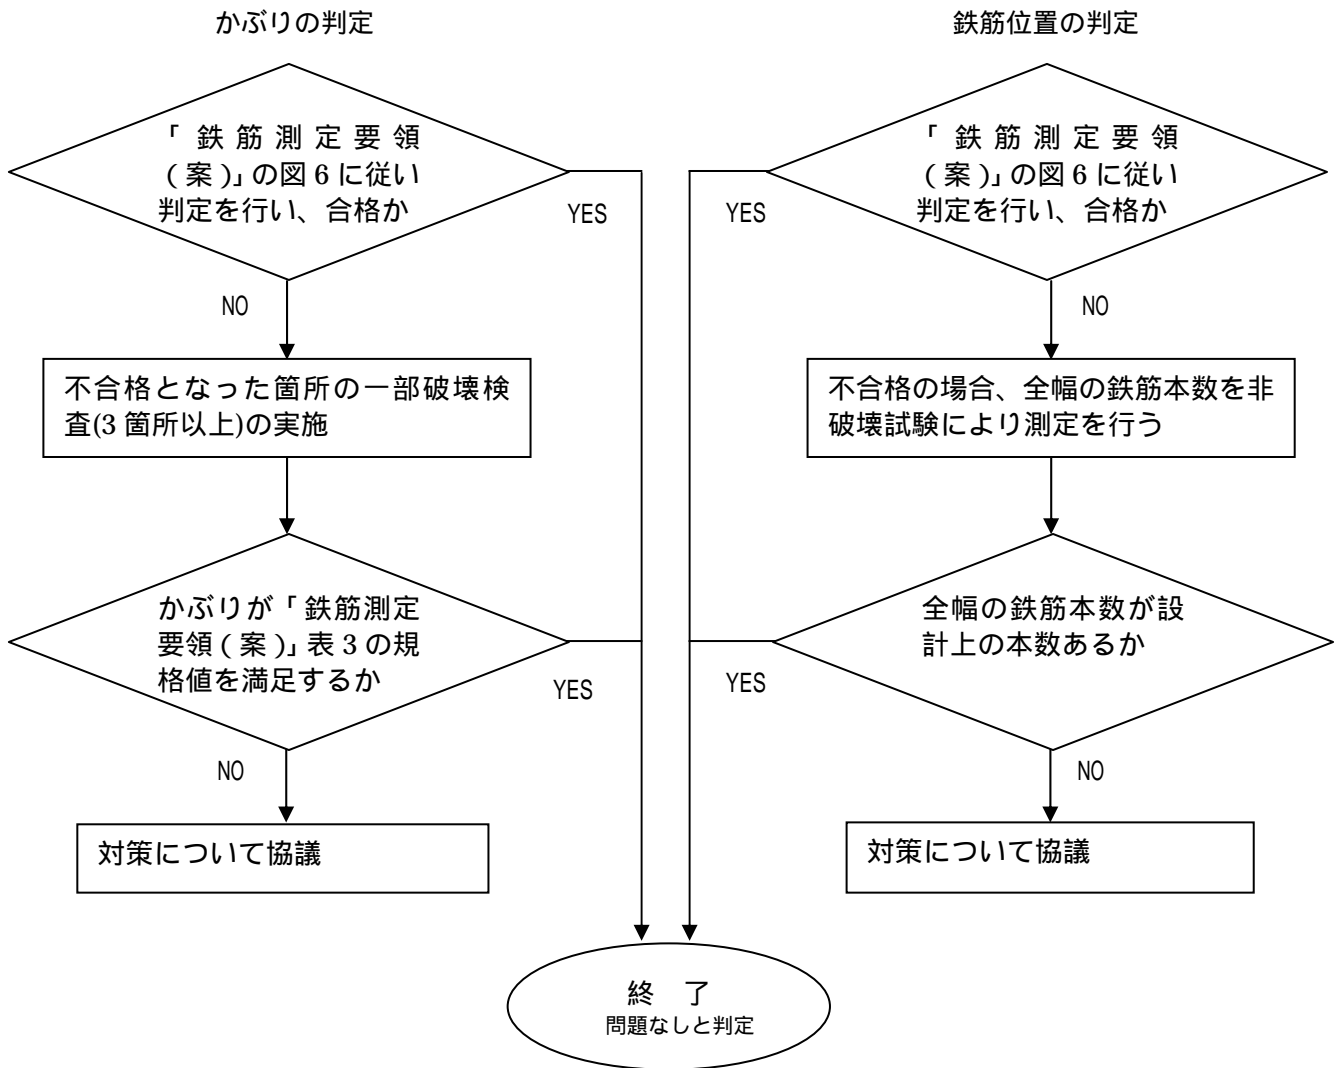 かぶりの判定
「鉄筋測定要領
(案)」の図6に従い
判定を行い、合格か
YES
NO
不合格となった箇所の一部破壊検
査(3箇所以上)の実施
かぶりが「鉄筋測定
要領(案)」表3の規
格値を満足するか
YES
NO
対策について協議
鉄筋位置の判定
「鉄筋測定要領
(案)」の図6に従い
判定を行い、合格か
YES
NO
不合格の場合、全幅の鉄筋本数を非
破壊試験により測定を行う
全幅の鉄筋本数が設
計上の本数あるか
YES
NO
対策について協議
終 了
問題なしと判定